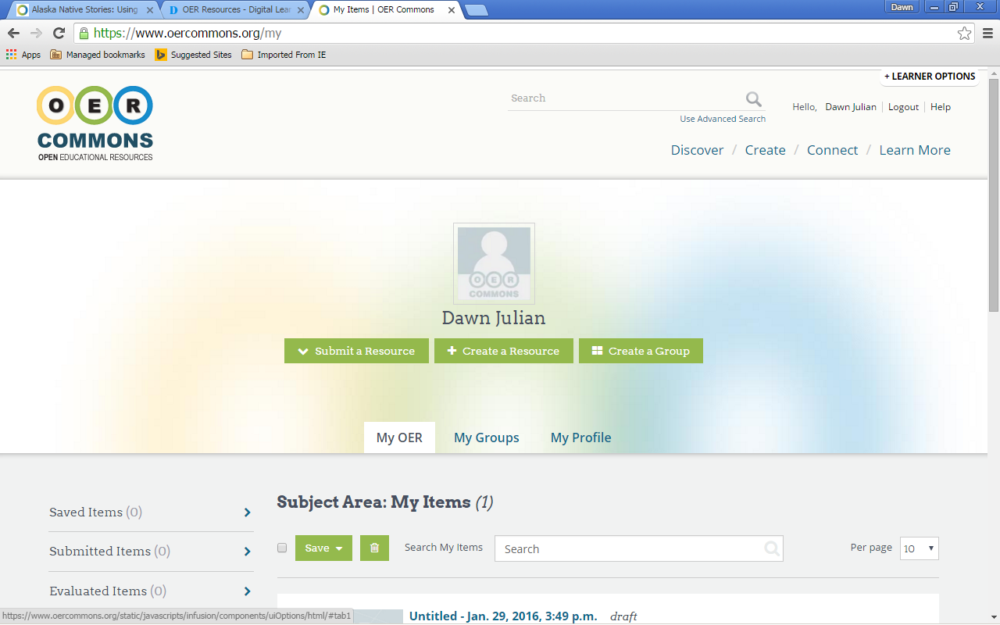 Alaska Native Stories: Using
OER Resources - Digital Lear
My Items | OER Commons
Dawn
https://www.oercommons.org/my
Apps
Managed bookmarks
Suggested Sites
Imported From IE
+ LEARNER OPTIONS
OER
COMMONS
OPEN EDUCATIONAL RESOURCES
Search
Use Advanced Search
Hello, Dawn Julian | Logout | Help
Discover / Create / Connect / Learn More
OER
COMMONS
Dawn Julian
Submit a Resource
Create a Resource
Create a Group
My OER
My Groups
My Profile
Saved Items (0)
Submitted Items (0)
Evaluated Items (0)
Subject Area: My Items (1)
Save
Search My Items
Search
Per page
10
Untitled - Jan. 29, 2016, 3:49 p.m. draft
https://www.oercommons.org/static/javascripts/infusion/components/uiOptions/html/#tab1